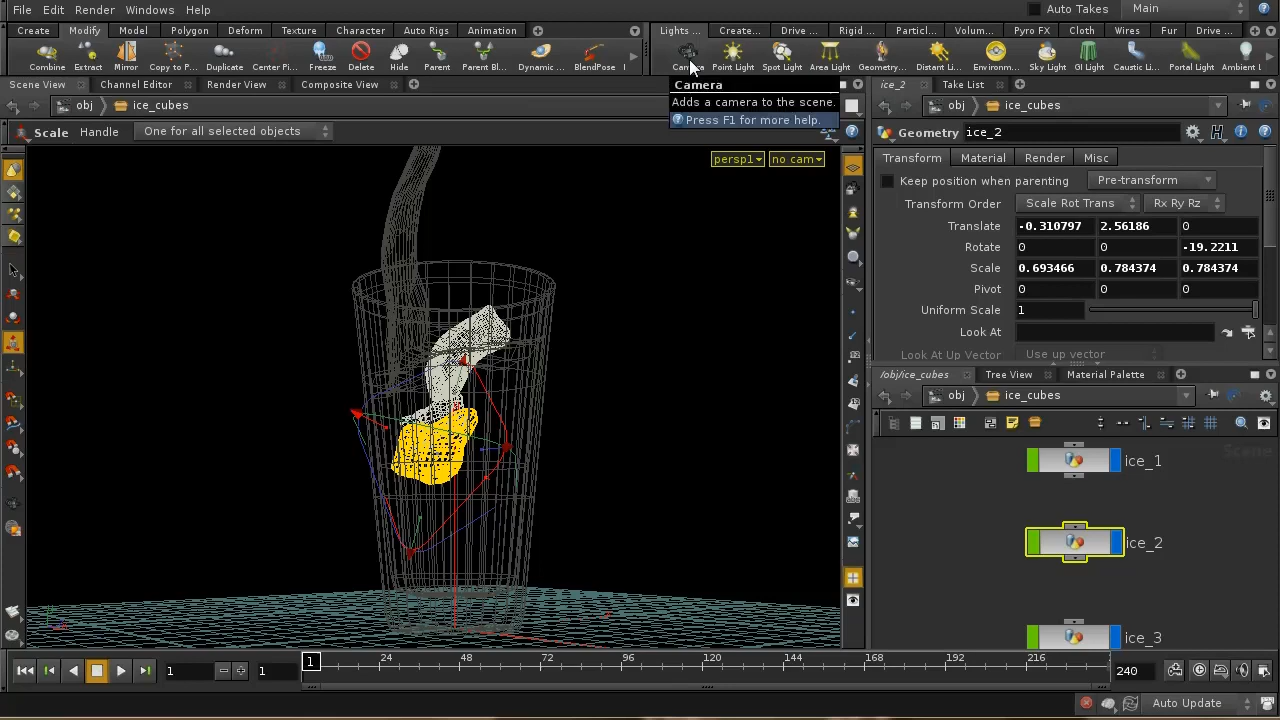 File Edit Render Windows Help Auto Takes Main
Create Modify Model Polygon Deform Texture Character Auto Rigs Animation
Lights ... Create... Drive ... Rigid ... Particl... Volum... Pyro FX Cloth Wires Fur Drive ...
Combine Extract Mirror Copy to P... Duplicate Center Pi... Freeze Delete Hide Parent Parent Bl... Dynamic ... BlendPose
Camera Point Light Spot Light Area Light Geometry... Distant Li... Environme... Sky Light GI Light Caustic Li... Portal Light Ambient
Scene View Channel Editor Render View Composite View
Camera
Adds a camera to the scene.
Press F1 for more help.
ice_2 Take List
obj ice_cubes
obj ice_cubes
Scale Handle One for all selected objects
Geometry ice_2
persp1 no cam
Transform Material Render Misc
Keep position when parenting Pre-transform
Transform Order Scale Rot Trans Rx Ry Rz
Translate -0.310797 2.56186 0
Rotate 0 0 -19.2211
Scale 0.693466 0.784374 0.784374
Pivot 0 0 0
Uniform Scale 1
Look At
Look At Up Vector Use up vector
/obj/ice_cubes Tree View Material Palette
obj ice_cubes
Scene
ice_1
ice_2
ice_3
1 1 1 24 48 72 96 120 144 168 192 216 240
Auto Update